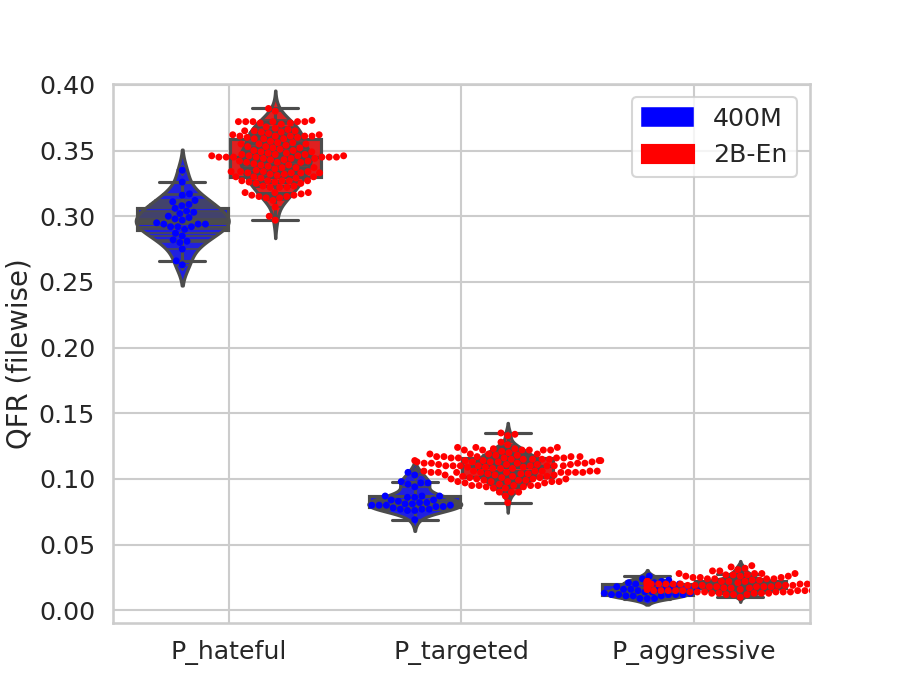 0.40
0.35
0.30
0.25
0.20
0.15
0.10
0.05
0.00
QFR (filewise)
400M
2B-En
P_hateful
P_targeted
P_aggressive